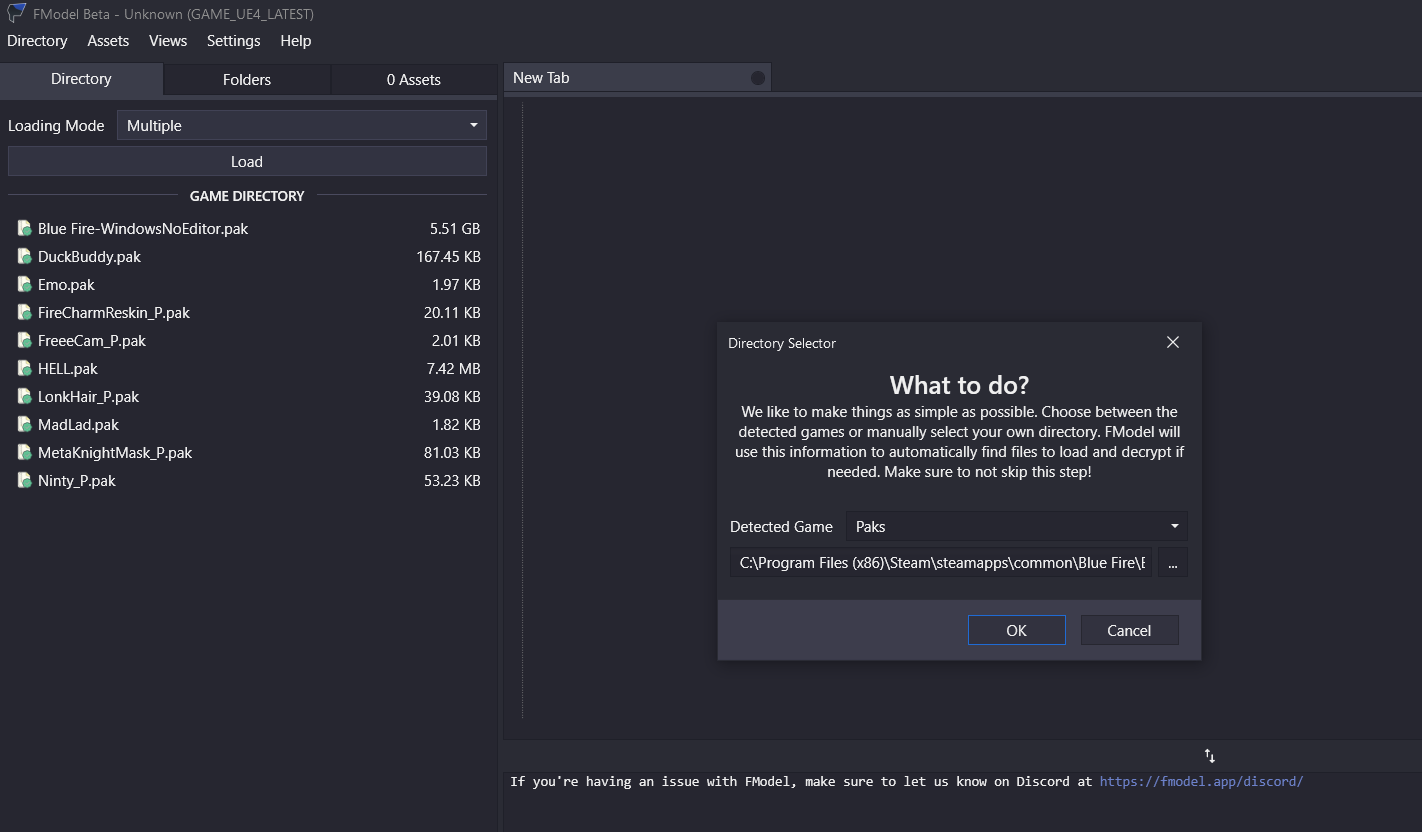 FModel Beta - Unknown (GAME_UE4_LATEST)
Directory Assets Views Settings Help
Directory Folders 0 Assets
Loading Mode Multiple
Load
GAME DIRECTORY
Blue Fire-WindowsNoEditor.pak 5.51 GB
DuckBuddy.pak 167.45 KB
Emo.pak 1.97 KB
FireCharmReskin_P.pak 20.11 KB
FreeeCam_P.pak 2.01 KB
HELL.pak 7.42 MB
LonkHair_P.pak 39.08 KB
MadLad.pak 1.82 KB
MetaKnightMask_P.pak 81.03 KB
Ninty_P.pak 53.23 KB
New Tab
Directory Selector
What to do?
We like to make things as simple as possible. Choose between the
detected games or manually select your own directory. FModel will
use this information to automatically find files to load and decrypt if
needed. Make sure to not skip this step!
Detected Game Paks
C:\Program Files (x86)\Steam\steamapps\common\Blue Fire\ ...
OK Cancel
If you're having an issue with FModel, make sure to let us know on Discord at https://fmodel.app/discord/